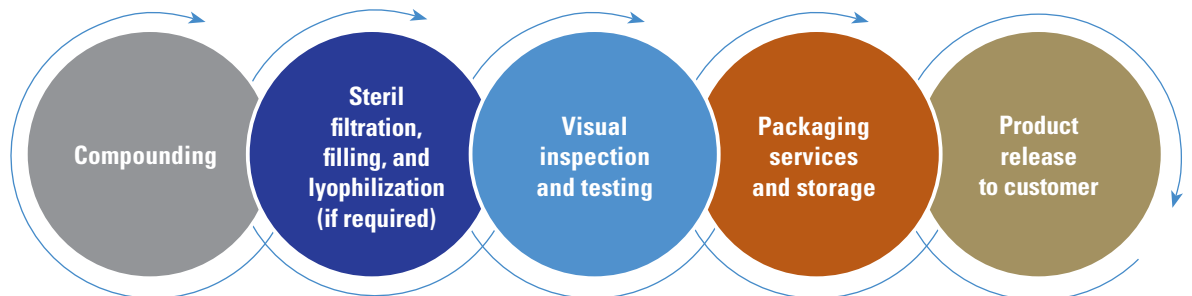 Compounding
Steril
filtration,
filling, and
lyophilization
(if required)
Visual
inspection
and testing
Packaging
services
and storage
Product
release
to customer